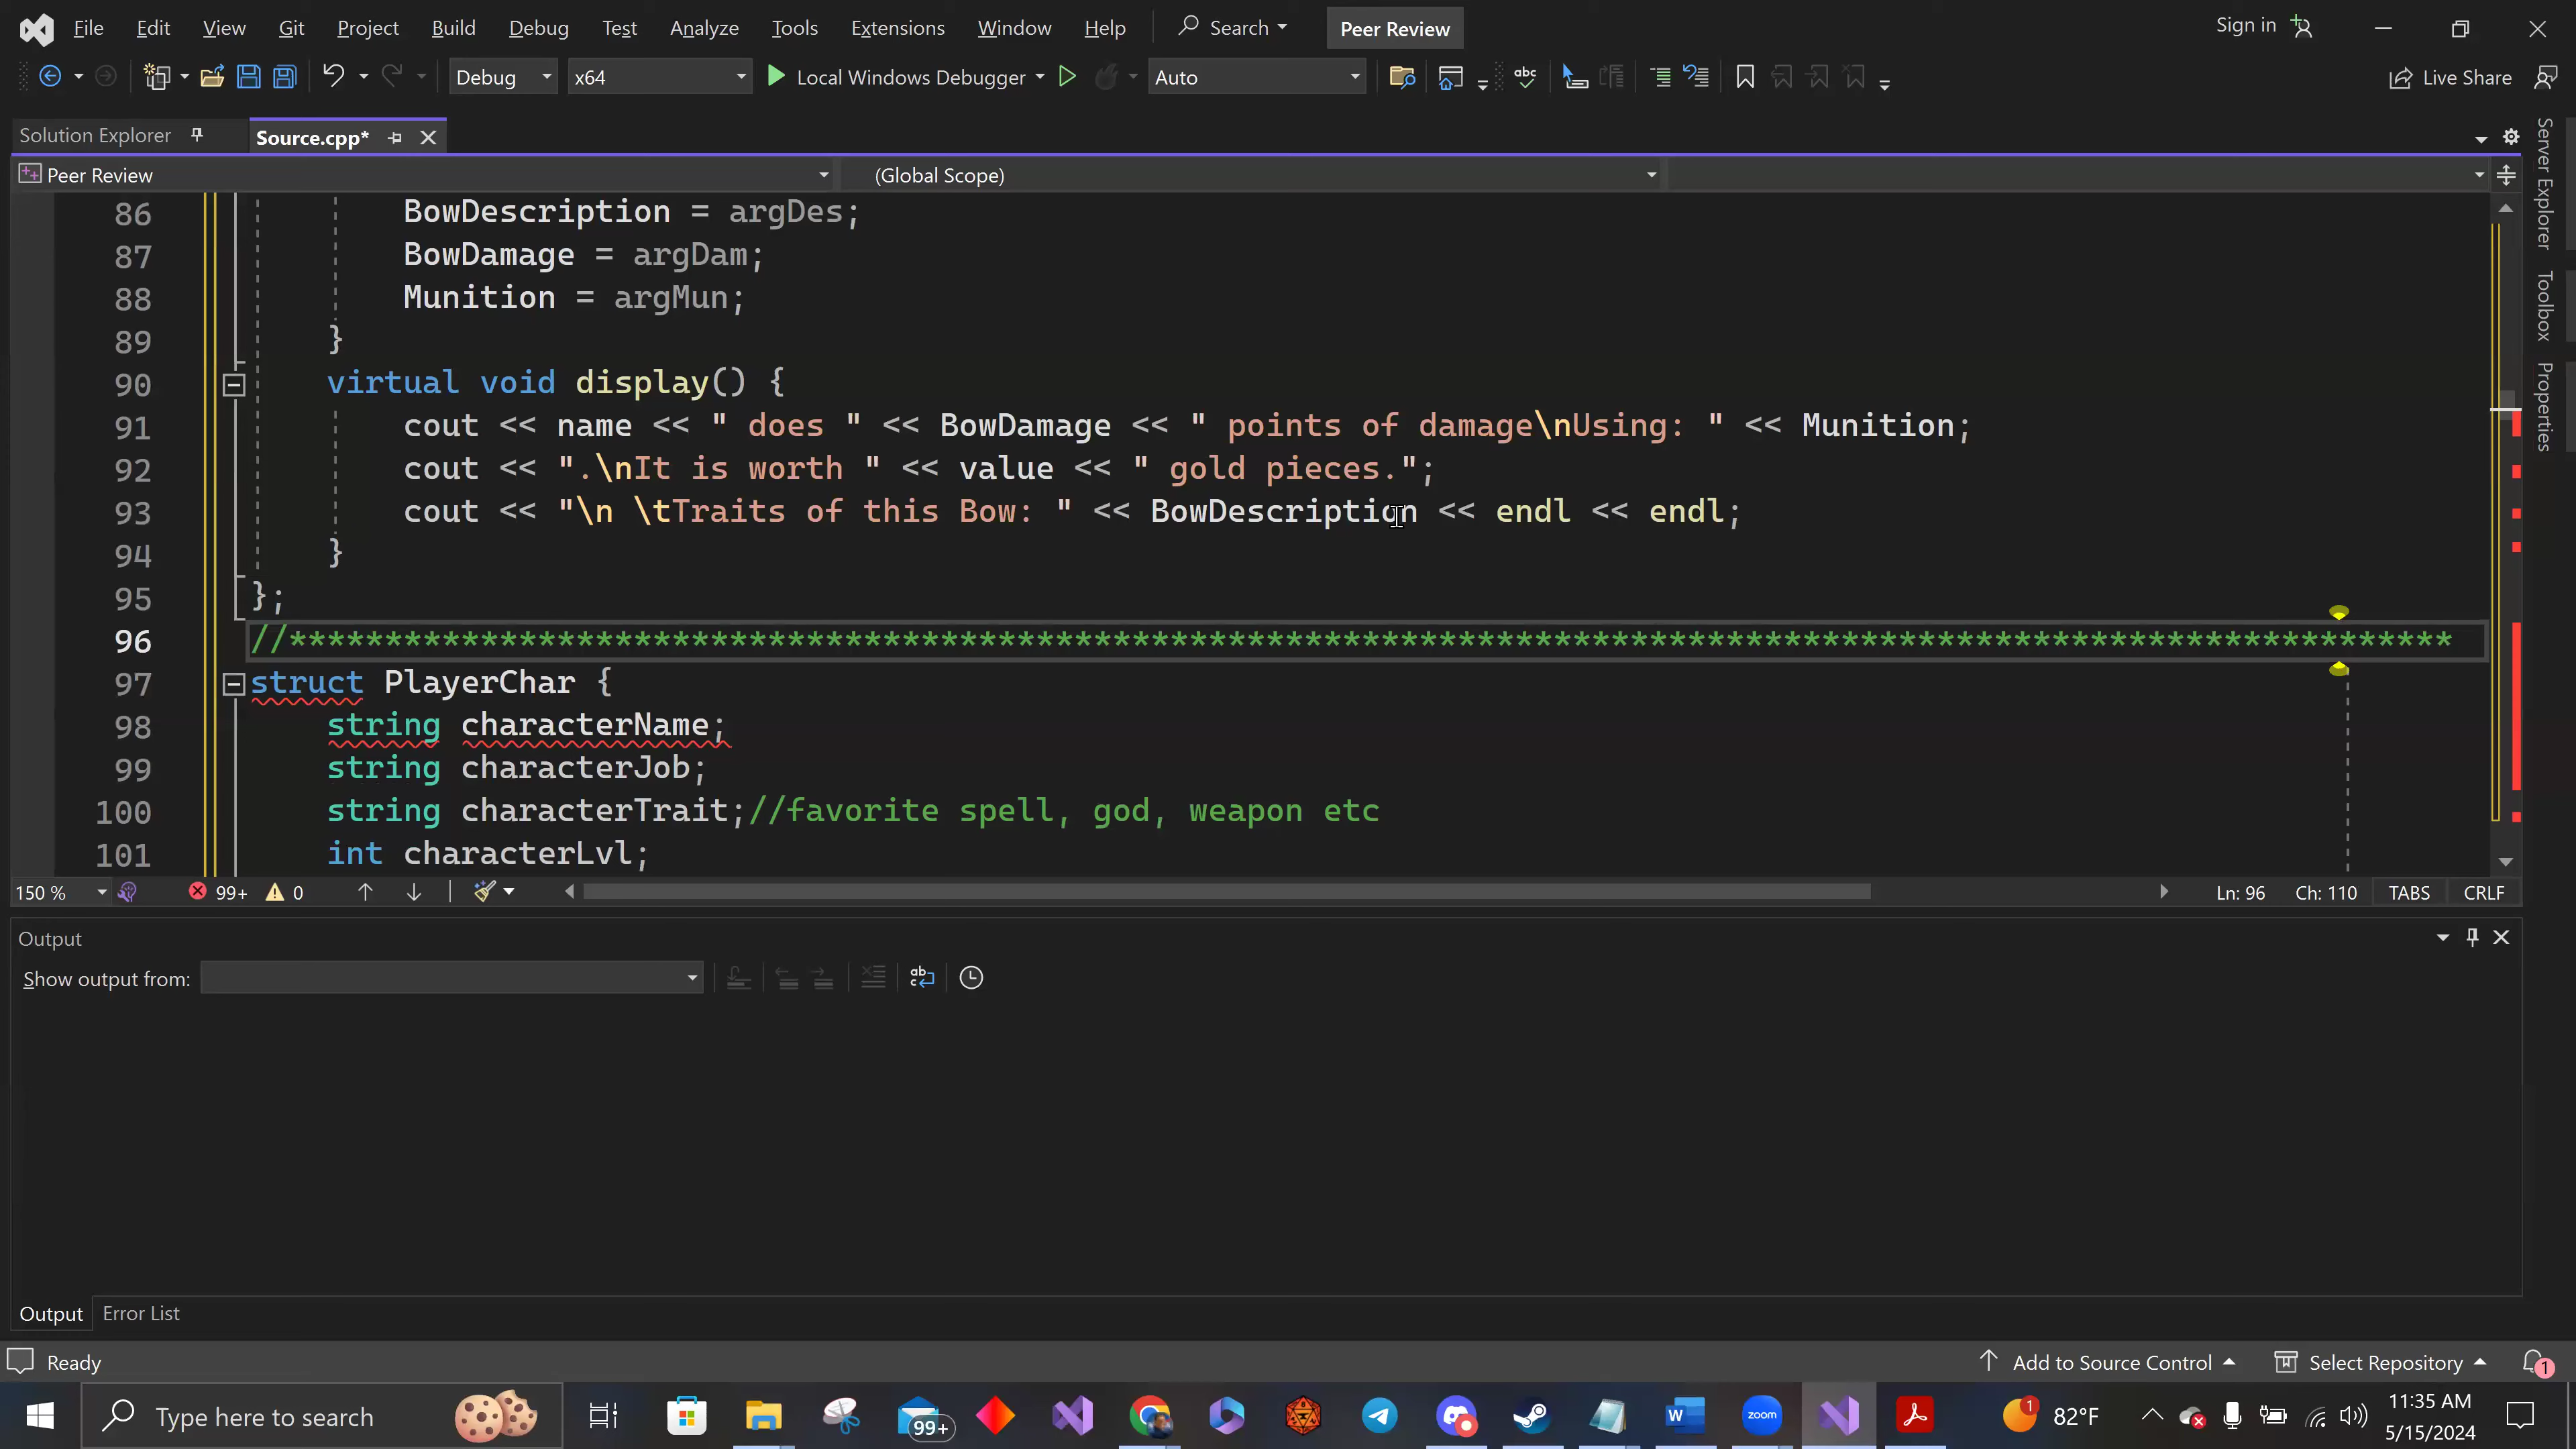 File Edit View Git Project Build Debug Test Analyze Tools Extensions Window Help Search Peer Review Sign in
Debug x64 Local Windows Debugger Auto Live Share
Solution Explorer Source.cpp*
Peer Review (Global Scope)
Server Explorer
Toolbox
Properties
86 BowDescription = argDes;
87 BowDamage = argDam;
88 Munition = argMun;
89 }
90 virtual void display() {
91 cout << name << " does " << BowDamage << " points of damage\nUsing: " << Munition;
92 cout << ".\nIt is worth " << value << " gold pieces.";
93 cout << "\n \tTraits of this Bow: " << BowDescription << endl << endl;
94 }
95 };
96 //*****************************************************************************************************************
97 struct PlayerChar {
98 string characterName;
99 string characterJob;
100 string characterTrait;//favorite spell, god, weapon etc
101 int characterLvl;
150 % 99+ 0 Ln: 96 Ch: 110 TABS CRLF
Output
Show output from:
Output Error List
Ready Add to Source Control Select Repository 1
Type here to search 99+ zoom 1 82°F 11:35 AM
5/15/2024